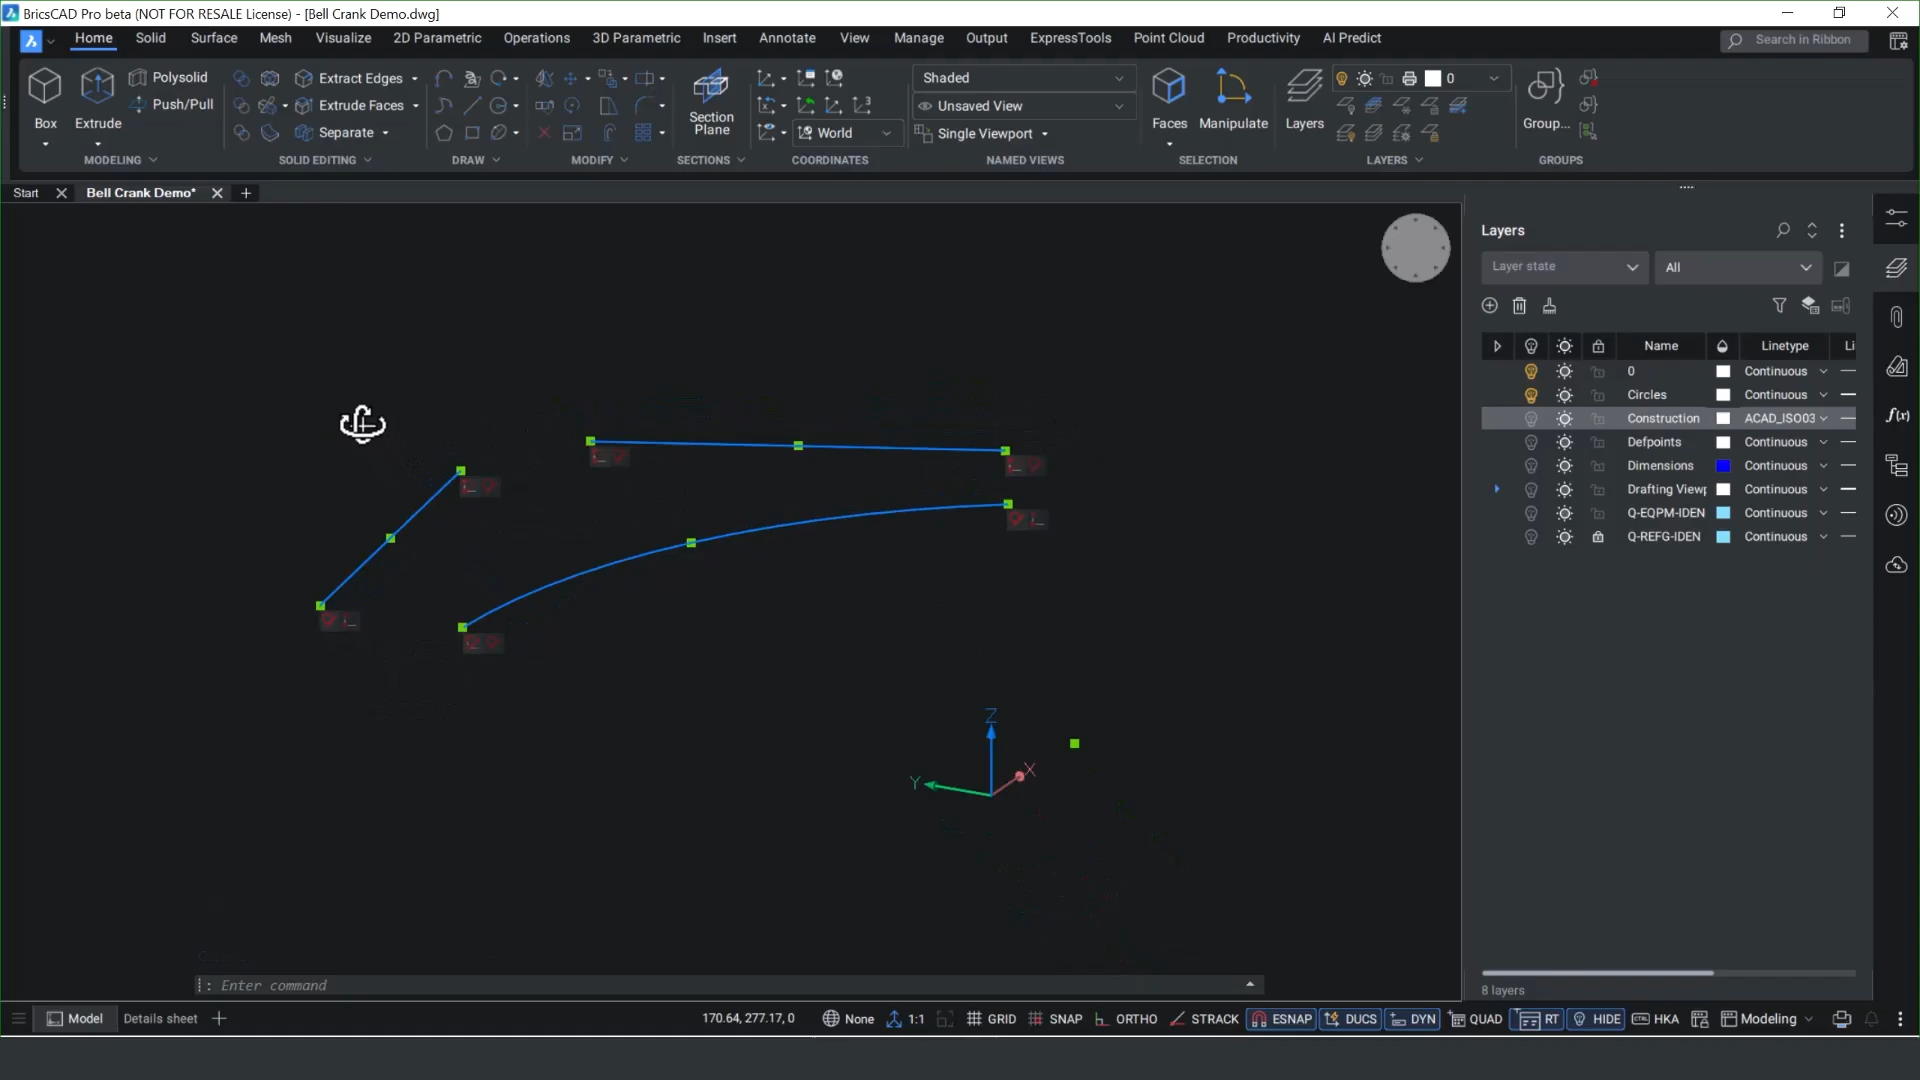 BricsCAD Pro beta (NOT FOR RESALE License) - [Bell Crank Demo.dwg]
Home Solid Surface Mesh Visualize 2D Parametric Operations 3D Parametric Insert Annotate View Manage Output ExpressTools Point Cloud Productivity AI Predict Search in Ribbon
Polysolid Extract Edges Shaded 0
Push/Pull Extrude Faces 3 Unsaved View
Box Extrude Separate Section Plane World Single Viewport Faces Manipulate Layers Group...
MODELING SOLID EDITING DRAW MODIFY SECTIONS COORDINATES NAMED VIEWS SELECTION LAYERS GROUPS
Start Bell Crank Demo*
Layers
Layer state All
Name Linetype Li
0 Continuous
Circles Continuous
Construction ACAD_ISO03
Defpoints Continuous
Dimensions Continuous
Drafting Viewp Continuous
Q-EQPM-IDEN Continuous
Q-REFG-IDEN Continuous
f(x)
Z
X
Y
: Enter command
8 layers
Model Details sheet 170.64, 277.17, 0 None 1:1 GRID SNAP ORTHO STRACK ESNAP DUCS DYN QUAD RT HIDE CTRL HKA Modeling